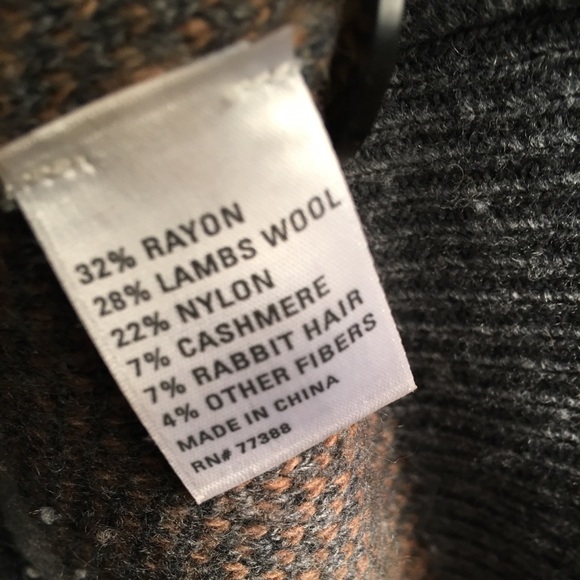 32% RAYON
28% LAMBS WOOL
22% NYLON
7% CASHMERE
7% RABBIT HAIR
4% OTHER FIBERS
MADE IN CHINA
RN# 77388